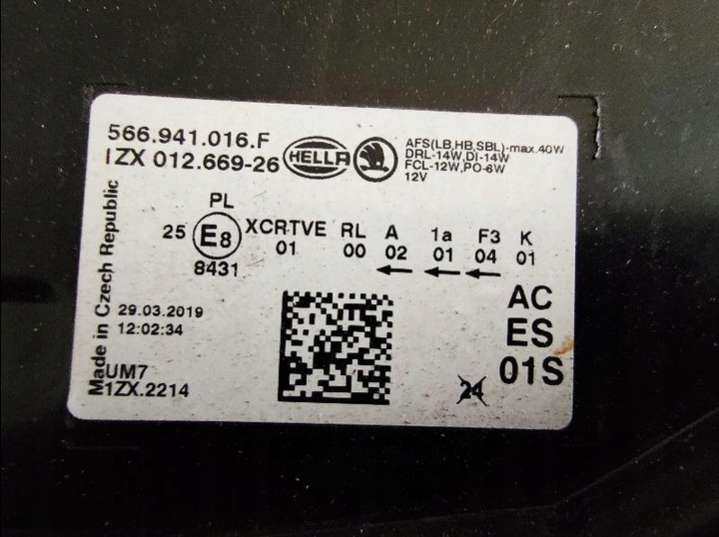 566.941.016.F
1ZX 012.669-26
HELLA
AFS(LB,HB,SBL)-max.40W
DRL-14W,DI-14W
FCL-12W,PO-6W
12V
PL
25 E8 XCRTVE RL A 1a F3 K
01 00 02 01 04 01
8431
Made in Czech Republic
29.03.2019
12:02:34
UM7
1ZX.2214
AC
ES
01S
24